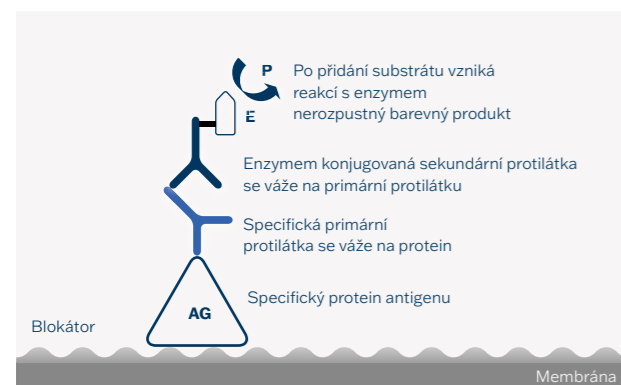 P
Po přidání substrátu vzniká
reakcí s enzymem
nerozpustný barevný produkt
E
Enzymem konjugovaná sekundární protilátka
se váže na primární protilátku
Specifická primární
protilátka se váže na protein
Specifický protein antigenu
AG
Blokátor
Membrána